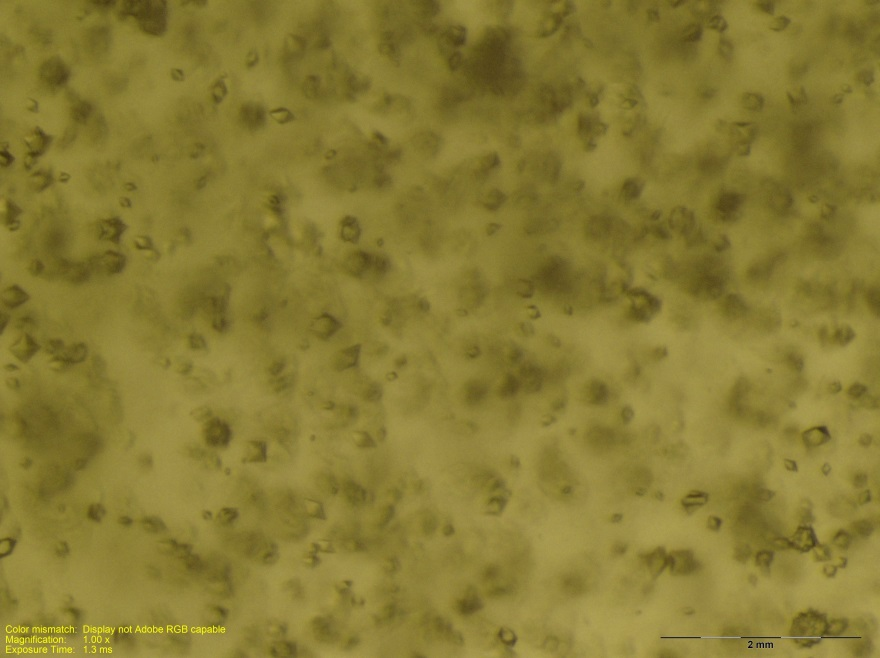 Color mismatch: Display not Adobe RGB capable
Magnification: 1.00 x
Exposure Time: 1.3 ms
2 mm